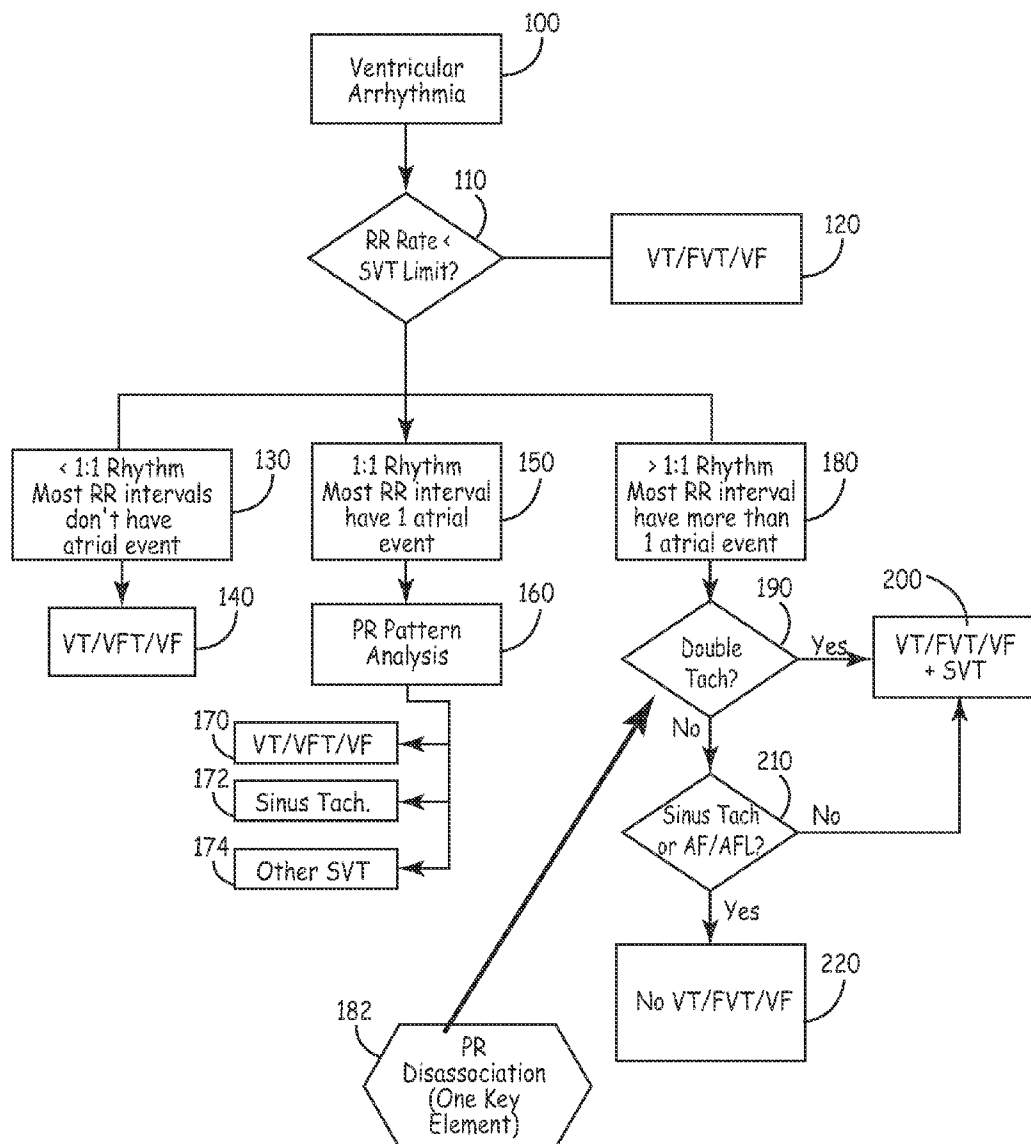 100
Ventricular
Arrhythmia
110
RR Rate <
SVT Limit?
120
VT/FVT/VF
< 1:1 Rhythm
Most RR intervals
don't have
atrial event
130
1:1 Rhythm
Most RR interval
have 1 atrial
event
150
> 1:1 Rhythm
Most RR interval
have more than
1 atrial event
180
140
VT/VFT/VF
160
PR Pattern
Analysis
190
Double
Tach?
Yes
200
VT/FVT/VF
+ SVT
No
170
VT/VFT/VF
172
Sinus Tach.
174
Other SVT
210
Sinus Tach
or AF/AFL?
No
Yes
220
No VT/FVT/VF
182
PR
Disassociation
(One Key
Element)